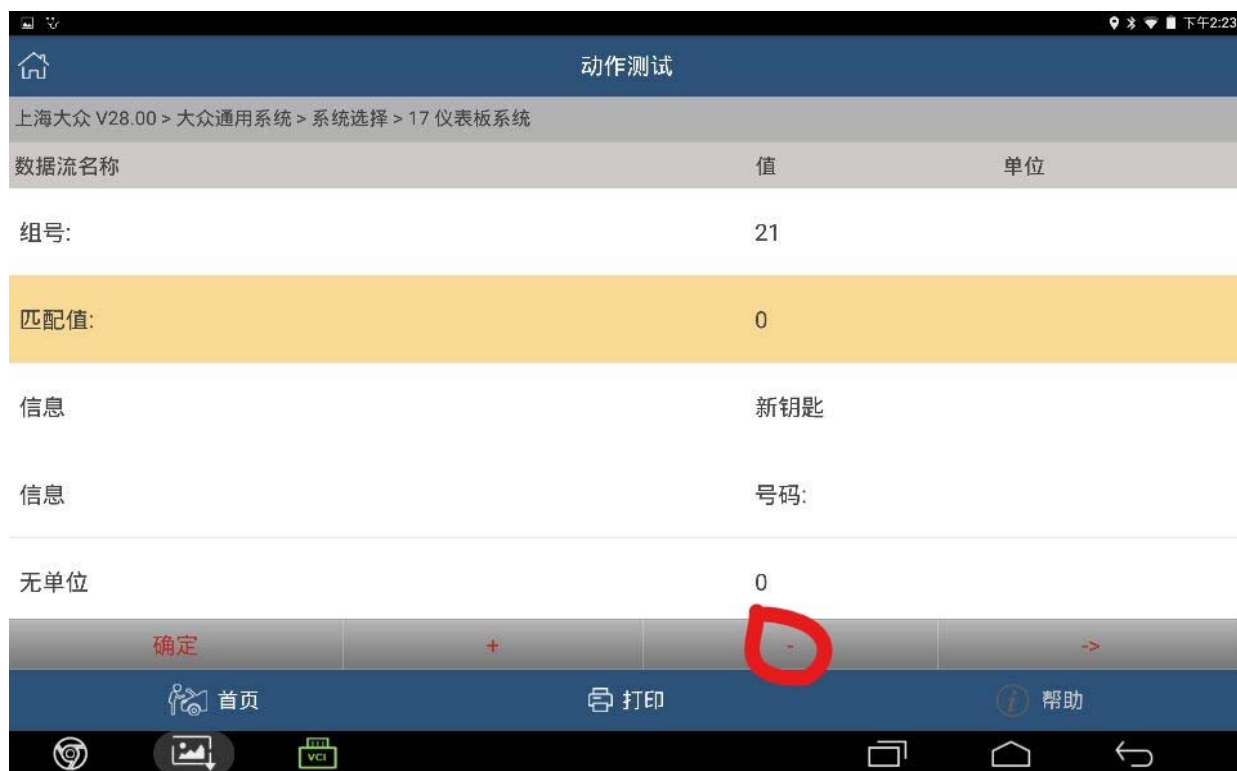 下午2:23
动作测试
上海大众 V28.00 > 大众通用系统 > 系统选择 > 17 仪表板系统
数据流名称 值 单位
组号: 21
匹配值: 0
信息 新钥匙
信息 号码:
无单位 0
确定 + - ->
首页 打印 i 帮助
VCI